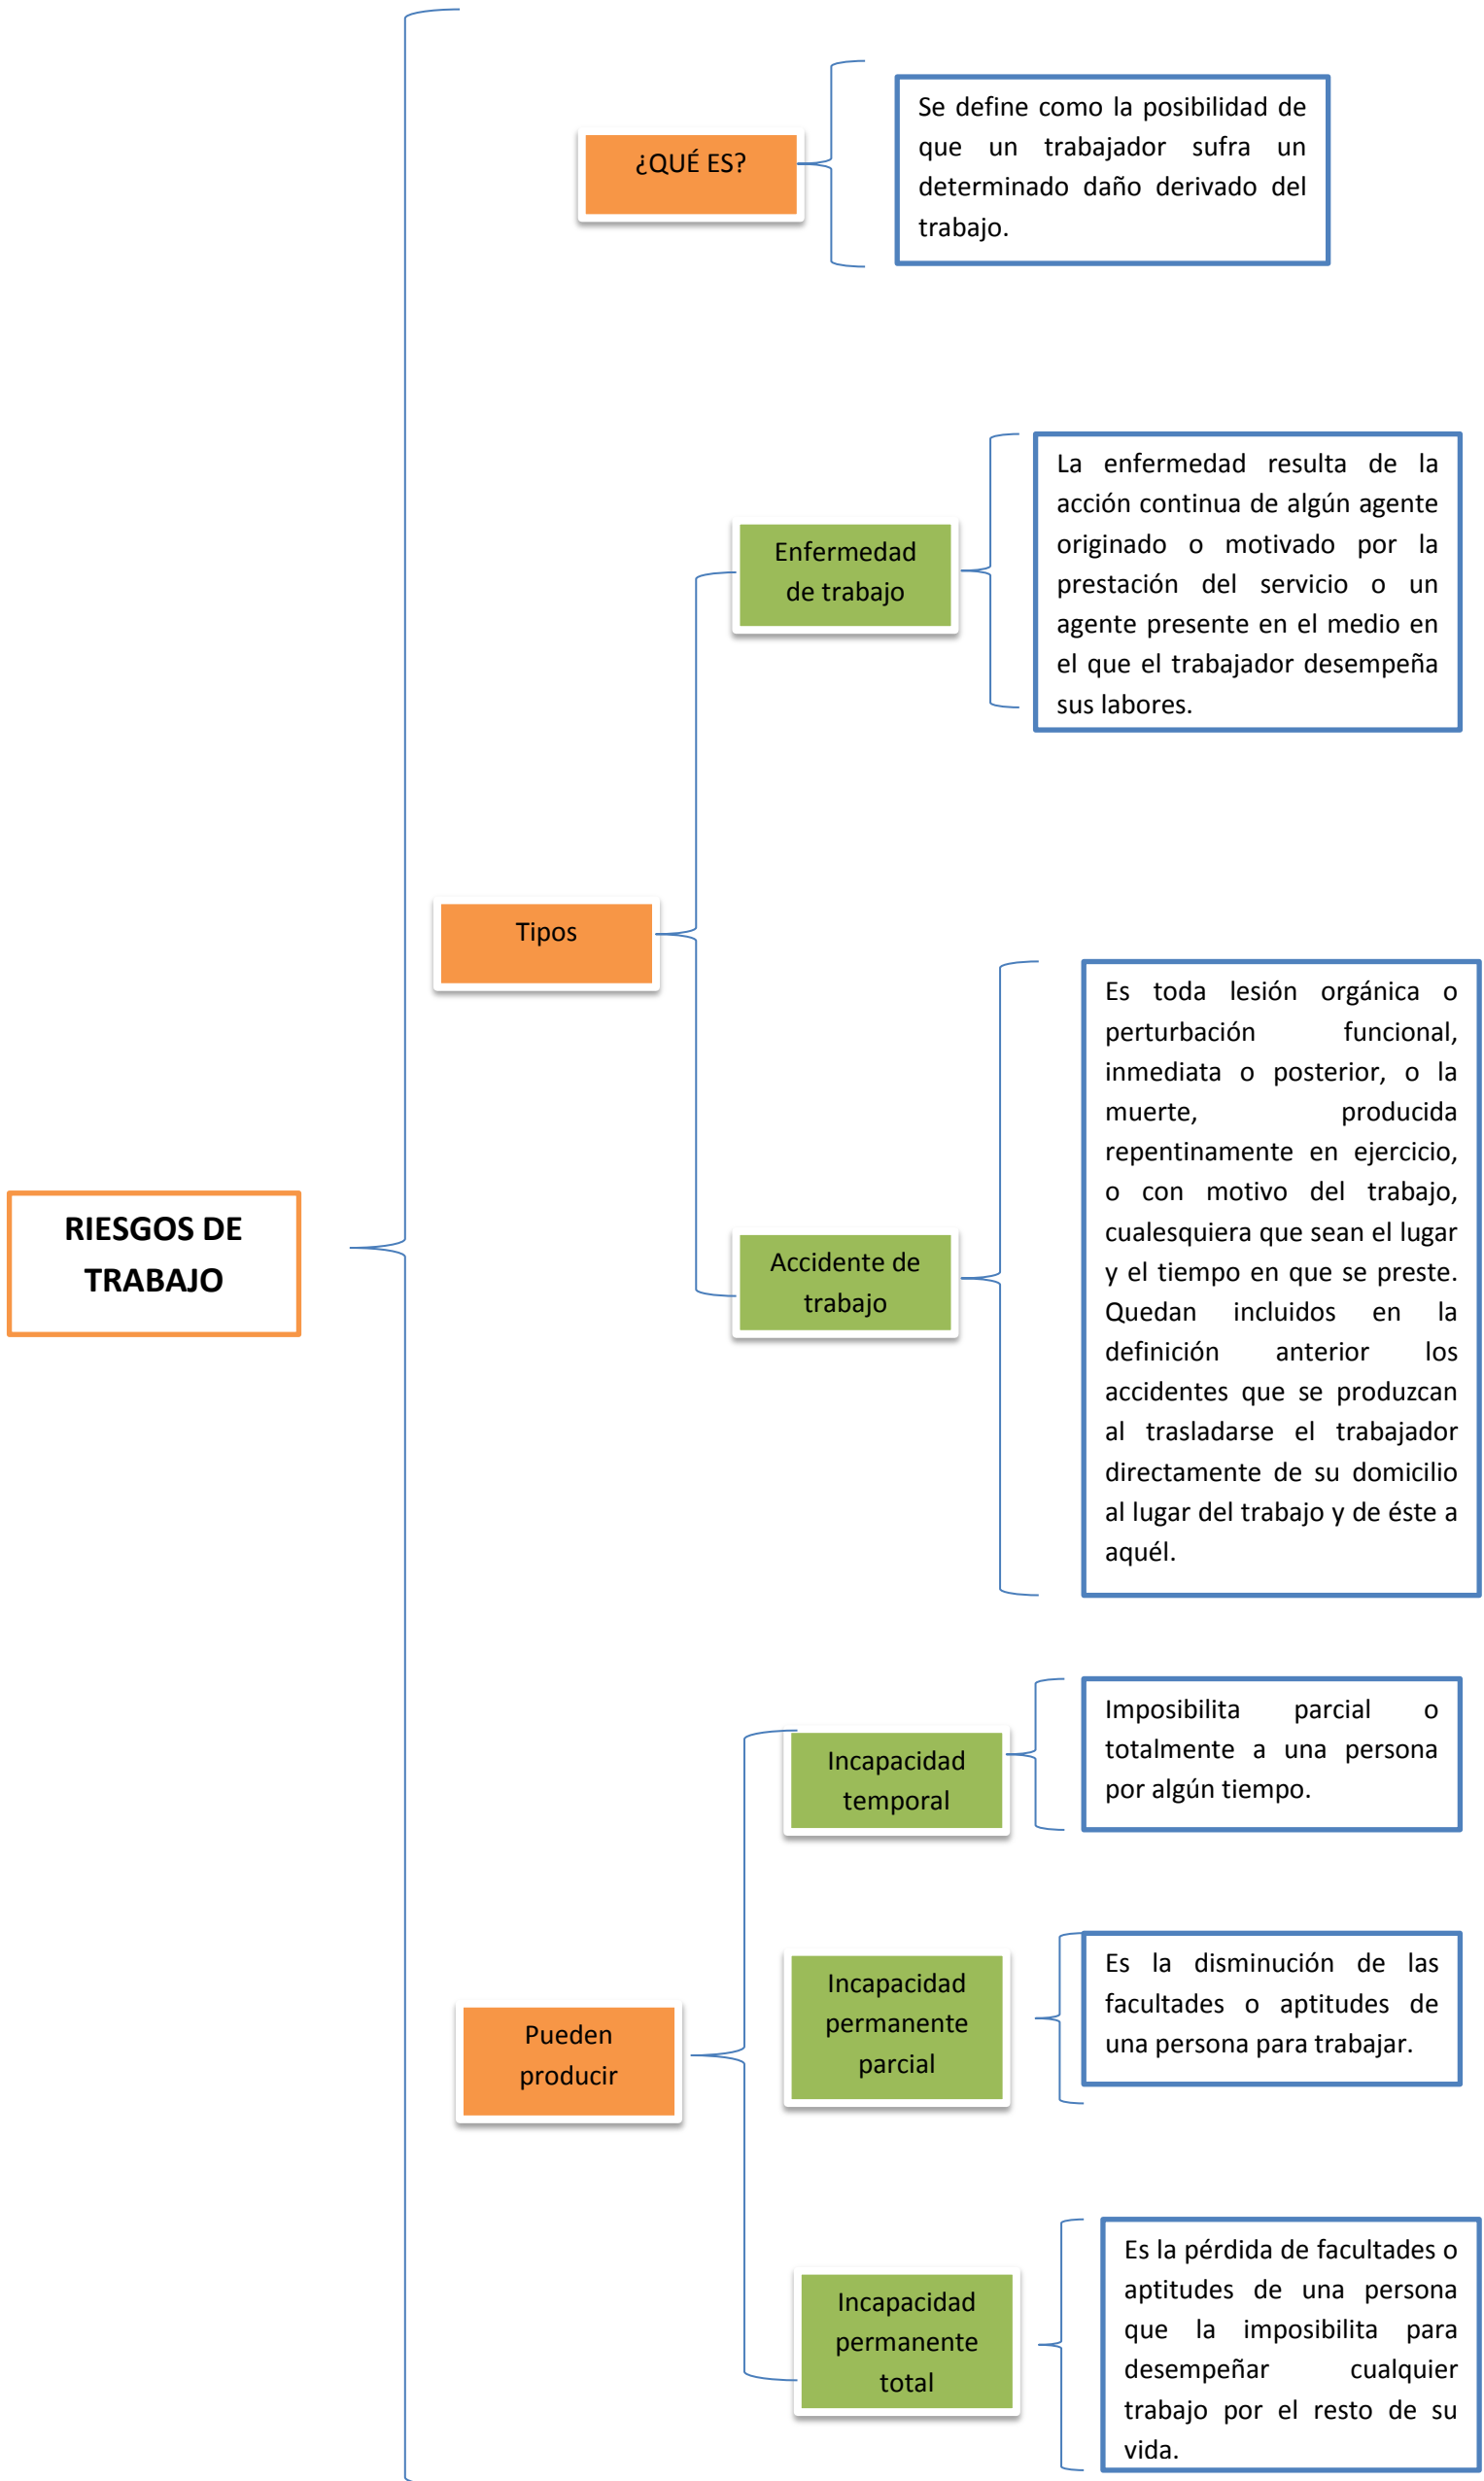 RIESGOS DE
TRABAJO
¿QUÉ ES?
Se define como la posibilidad de
que un trabajador sufra un
determinado daño derivado del
trabajo.
Tipos
Enfermedad
de trabajo
La enfermedad resulta de la
acción continua de algún agente
originado o motivado por la
prestación del servicio o un
agente presente en el medio en
el que el trabajador desempeña
sus labores.
Accidente de
trabajo
Es toda lesión orgánica o
perturbación funcional,
inmediata o posterior, o la
muerte, producida
repentinamente en ejercicio,
o con motivo del trabajo,
cualesquiera que sean el lugar
y el tiempo en que se preste.
Quedan incluidos en la
definición anterior los
accidentes que se produzcan
al trasladarse el trabajador
directamente de su domicilio
al lugar del trabajo y de éste a
aquél.
Pueden
producir
Incapacidad
temporal
Imposibilita parcial o
totalmente a una persona
por algún tiempo.
Incapacidad
permanente
parcial
Es la disminución de las
facultades o aptitudes de
una persona para trabajar.
Incapacidad
permanente
total
Es la pérdida de facultades o
aptitudes de una persona
que la imposibilita para
desempeñar cualquier
trabajo por el resto de su
vida.